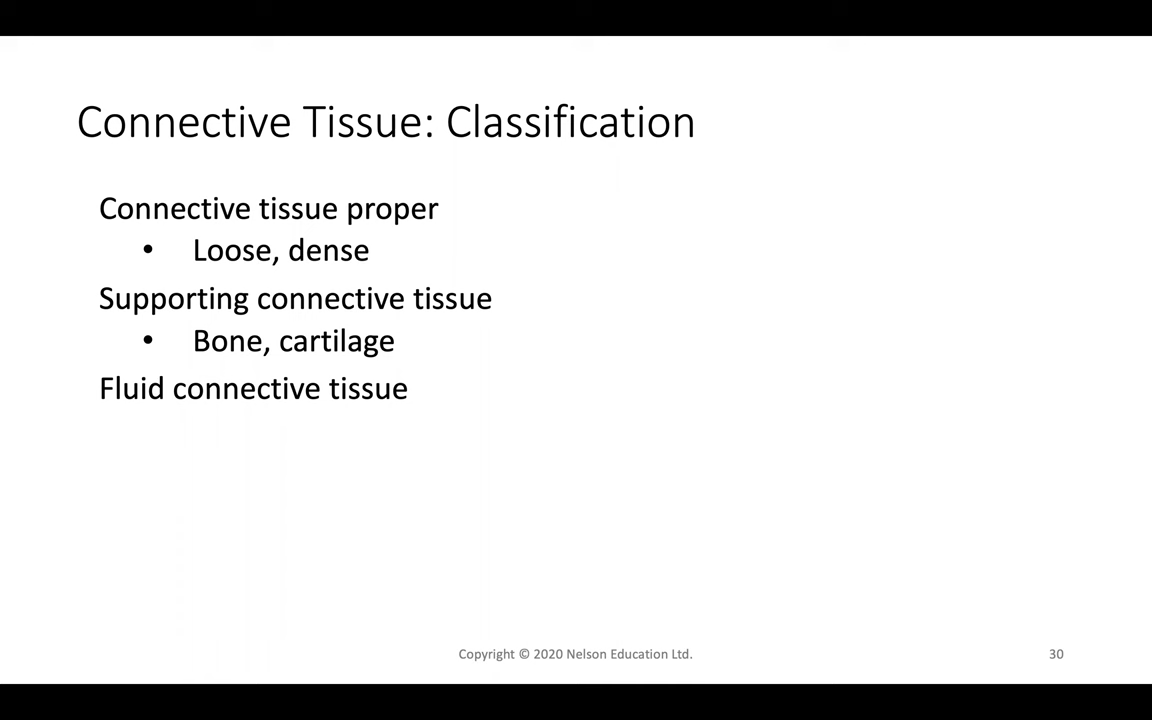 Connective Tissue: Classification
Connective tissue proper
• Loose, dense
Supporting connective tissue
• Bone, cartilage
Fluid connective tissue
Copyright © 2020 Nelson Education Ltd.
30